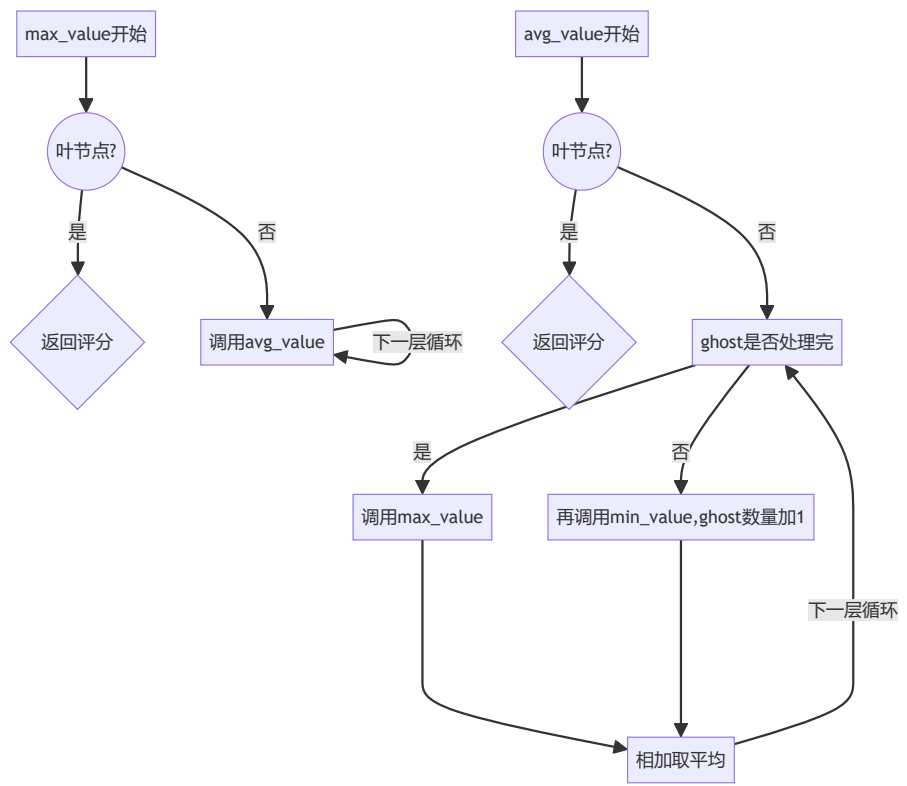 max_value开始
叶节点?
是
否
返回评分
调用avg_value
下一层循环
avg_value开始
叶节点?
是
否
返回评分
ghost是否处理完
是
否
调用max_value
再调用min_value,ghost数量加1
下一层循环
相加取平均